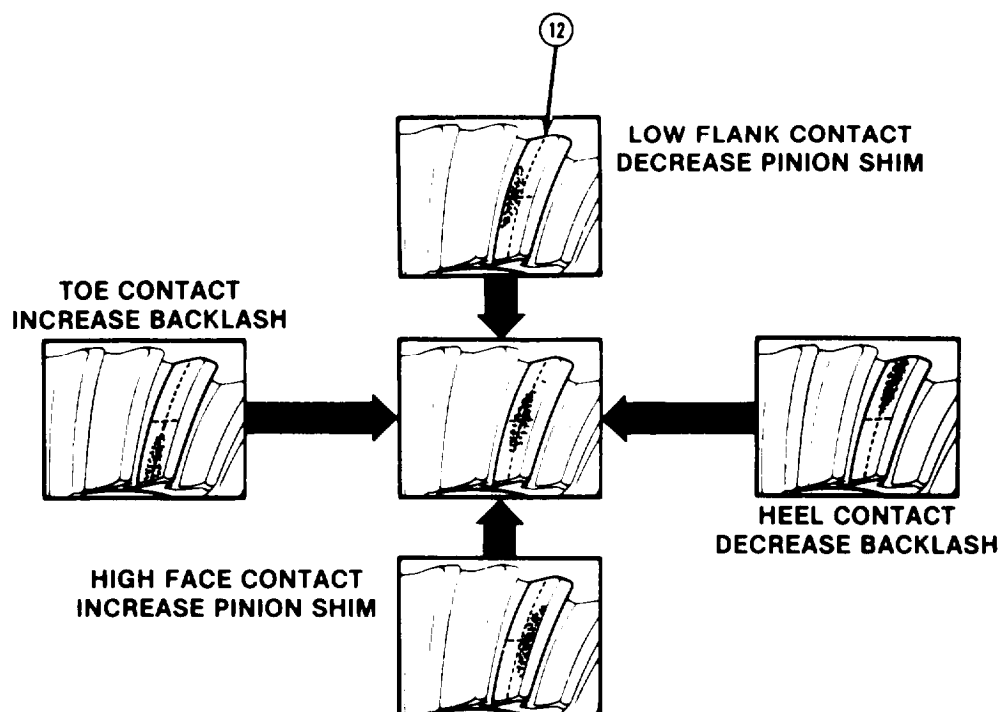 12
LOW FLANK CONTACT
DECREASE PINION SHIM
TOE CONTACT
INCREASE BACKLASH
HEEL CONTACT
DECREASE BACKLASH
HIGH FACE CONTACT
INCREASE PINION SHIM